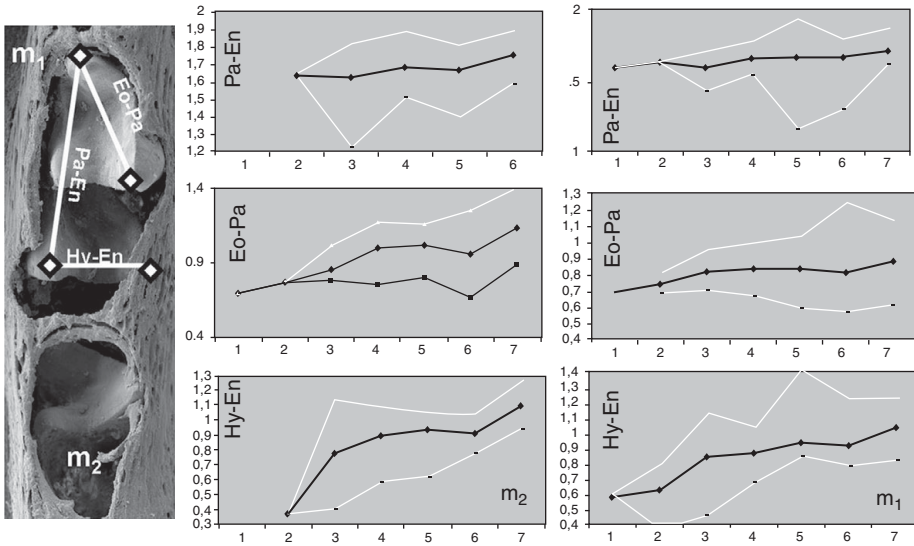 m₁
Eo-Pa
Pa-En
Hy-En
m₂
Pa-En
2
1,9
1,8
1,7
1,6
1,5
1,4
1,3
1,2
1 2 3 4 5 6
Pa-En
2
.5
1
1 2 3 4 5 6 7
Eo-Pa
1,4
0.9
0.4
1 2 3 4 5 6 7
Eo-Pa
1,3
1,2
1,1
1
0,9
0,8
0,7
0,6
0,5
0,4
1 2 3 4 5 6 7
Hy-En
1,3
1,2
1,1
1
0,9
0,8
0,7
0,6
0,5
0,4
0,3
m₂
1 2 3 4 5 6 7
Hy-En
1,4
1,3
1,2
1,1
1
0,9
0,8
0,7
0,6
0,5
0,4
m₁
1 2 3 4 5 6 7